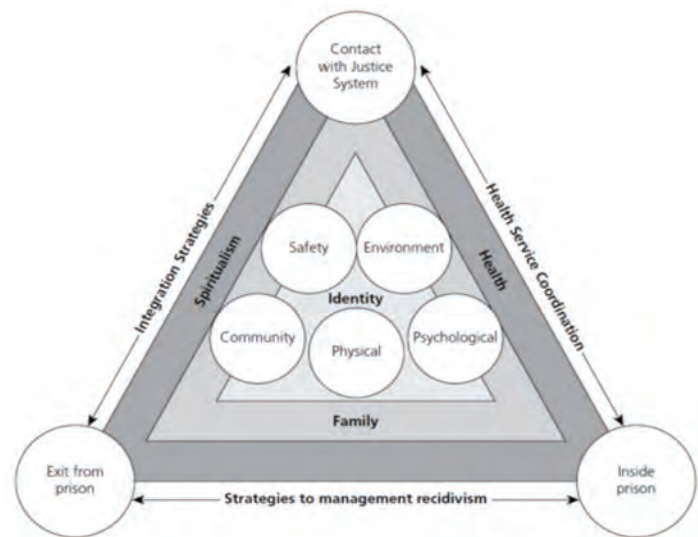 Contact
with Justice
System
Integration Strategies
Health Service Coordination
Spiritualism
Health
Safety
Environment
Identity
Community
Physical
Psychological
Family
Exit from
prison
Inside
prison
Strategies to management recidivism